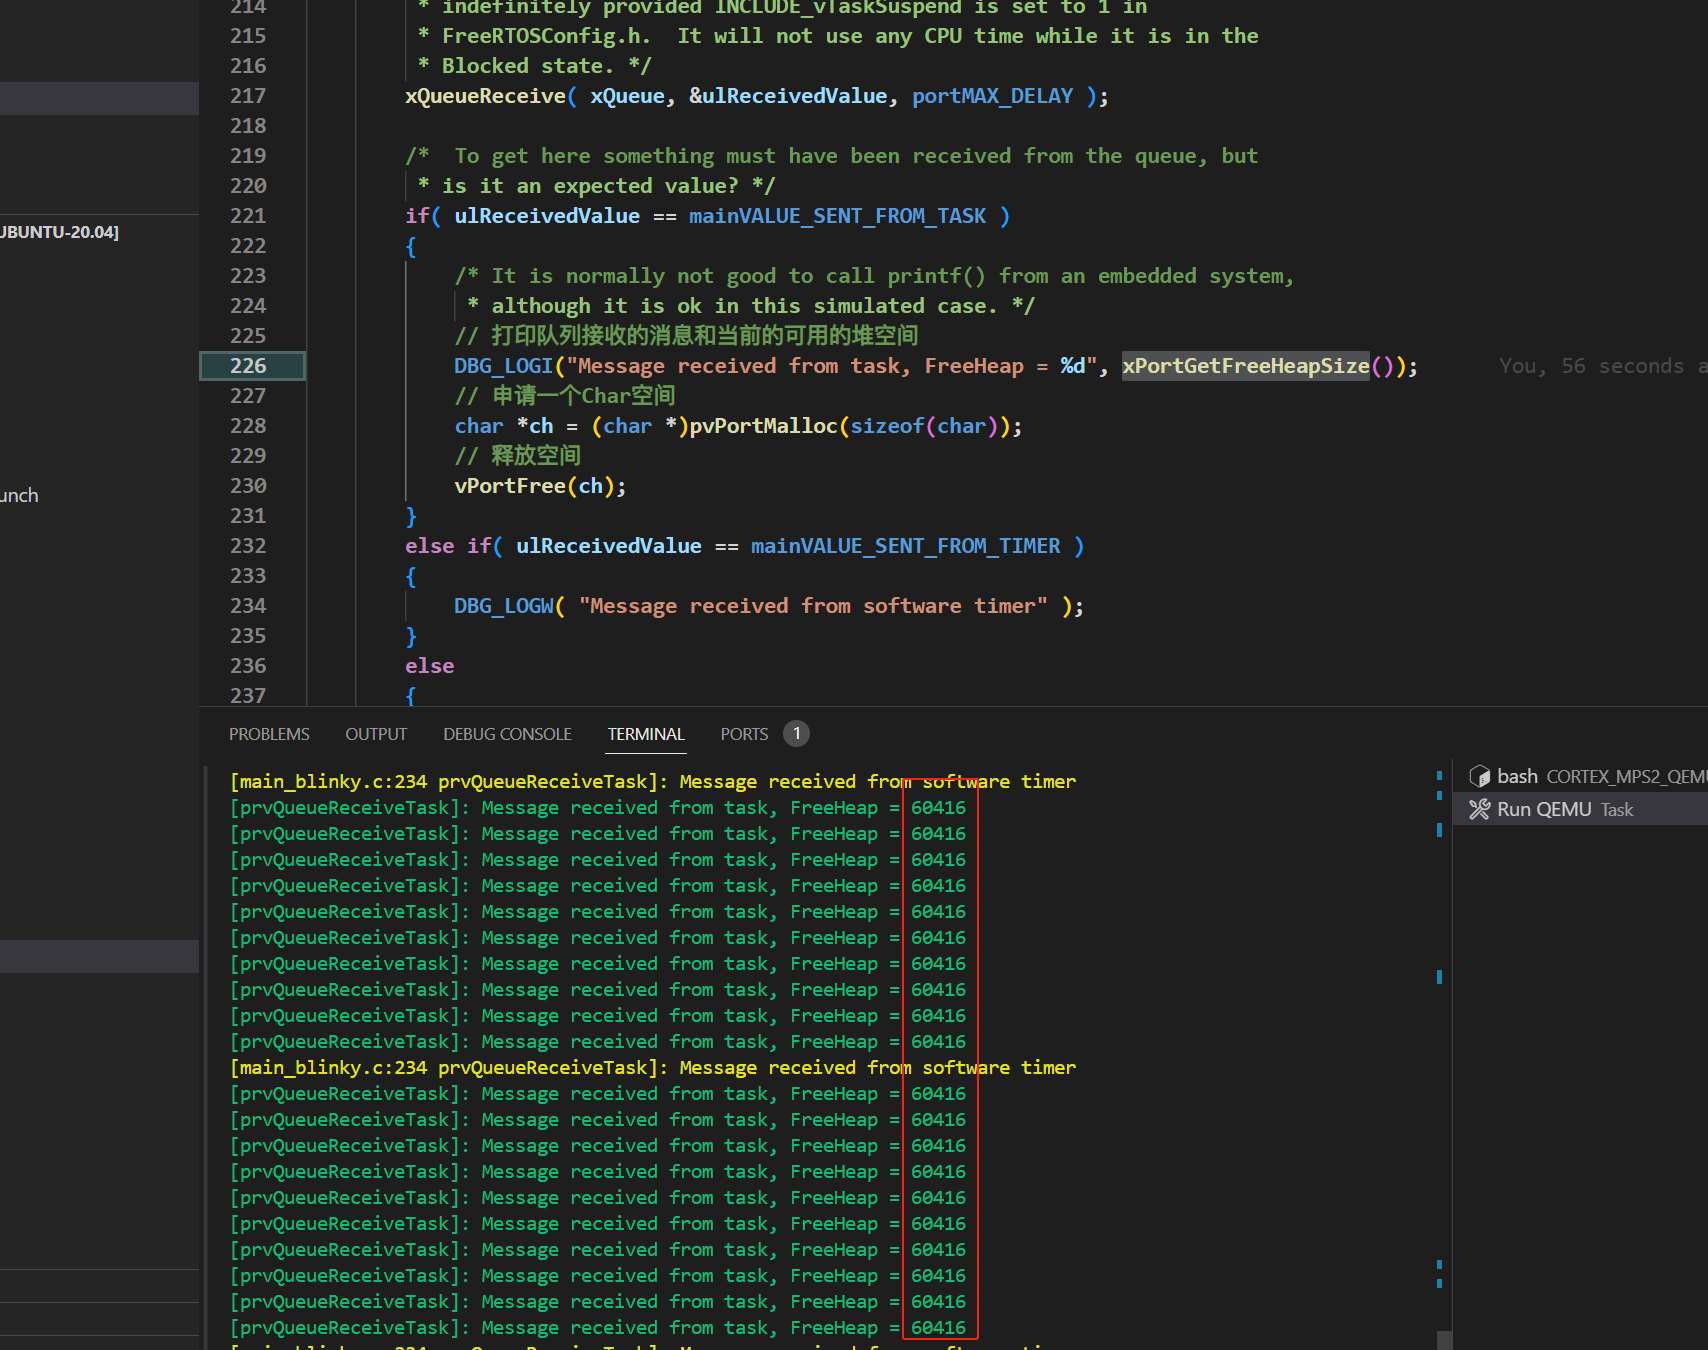 214 * indefinitely provided INCLUDE_vTaskSuspend is set to 1 in
215 * FreeRTOSConfig.h.  It will not use any CPU time while it is in the
216 * Blocked state. */
217 xQueueReceive( xQueue, &ulReceivedValue, portMAX_DELAY );
218
219 /*  To get here something must have been received from the queue, but
220 * is it an expected value? */
221 if( ulReceivedValue == mainVALUE_SENT_FROM_TASK )
UBUNTU-20.04]
222 {
223 /* It is normally not good to call printf() from an embedded system,
224 * although it is ok in this simulated case. */
225 // 打印队列接收的消息和当前的可用的堆空间
226 DBG_LOGI("Message received from task, FreeHeap = %d", xPortGetFreeHeapSize()); You, 56 seconds a
227 // 申请一个Char空间
228 char *ch = (char *)pvPortMalloc(sizeof(char));
229 // 释放空间
230 vPortFree(ch);
unch
231 }
232 else if( ulReceivedValue == mainVALUE_SENT_FROM_TIMER )
233 {
234 DBG_LOGW( "Message received from software timer" );
235 }
236 else
237 {
PROBLEMS OUTPUT DEBUG CONSOLE TERMINAL PORTS 1
[main_blinky.c:234 prvQueueReceiveTask]: Message received from software timer
[prvQueueReceiveTask]: Message received from task, FreeHeap = 60416
[prvQueueReceiveTask]: Message received from task, FreeHeap = 60416
[prvQueueReceiveTask]: Message received from task, FreeHeap = 60416
[prvQueueReceiveTask]: Message received from task, FreeHeap = 60416
[prvQueueReceiveTask]: Message received from task, FreeHeap = 60416
[prvQueueReceiveTask]: Message received from task, FreeHeap = 60416
[prvQueueReceiveTask]: Message received from task, FreeHeap = 60416
[prvQueueReceiveTask]: Message received from task, FreeHeap = 60416
[prvQueueReceiveTask]: Message received from task, FreeHeap = 60416
[prvQueueReceiveTask]: Message received from task, FreeHeap = 60416
[main_blinky.c:234 prvQueueReceiveTask]: Message received from software timer
[prvQueueReceiveTask]: Message received from task, FreeHeap = 60416
[prvQueueReceiveTask]: Message received from task, FreeHeap = 60416
[prvQueueReceiveTask]: Message received from task, FreeHeap = 60416
[prvQueueReceiveTask]: Message received from task, FreeHeap = 60416
[prvQueueReceiveTask]: Message received from task, FreeHeap = 60416
[prvQueueReceiveTask]: Message received from task, FreeHeap = 60416
[prvQueueReceiveTask]: Message received from task, FreeHeap = 60416
[prvQueueReceiveTask]: Message received from task, FreeHeap = 60416
[prvQueueReceiveTask]: Message received from task, FreeHeap = 60416
[prvQueueReceiveTask]: Message received from task, FreeHeap = 60416
[main_blinky.c:234 prvQueueReceiveTask]: Message received from software timer
bash CORTEX_MPS2_QEMU
Run QEMU Task